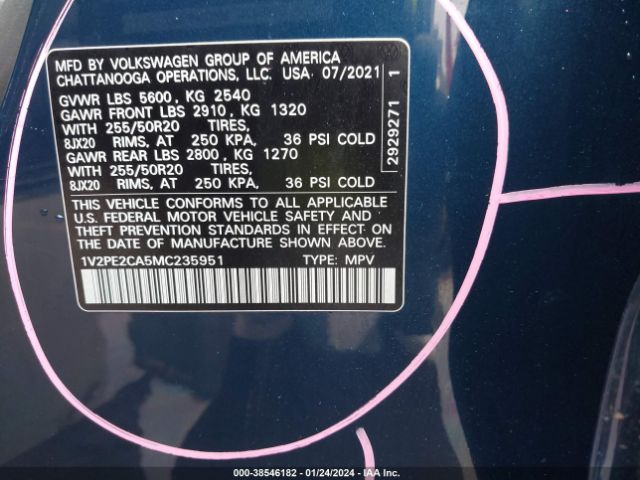 MFD BY VOLKSWAGEN GROUP OF AMERICA
CHATTANOOGA OPERATIONS, LLC. USA 07/2021
GVWR LBS 5600, KG 2540
GAWR FRONT LBS 2910, KG 1320
WITH 255/50R20 TIRES,
8JX20 RIMS, AT 250 KPA, 36 PSI COLD
GAWR REAR LBS 2800, KG 1270
WITH 255/50R20 TIRES,
8JX20 RIMS, AT 250 KPA, 36 PSI COLD
THIS VEHICLE CONFORMS TO ALL APPLICABLE
U.S. FEDERAL MOTOR VEHICLE SAFETY AND
THEFT PREVENTION STANDARDS IN EFFECT
ON THE DATE OF MANUFACTURE SHOWN ABOVE.
1V2PE2CA5MC235951 TYPE: MPV
2929271 1
000-38546182 - 01/24/2024 - IAAI.COM